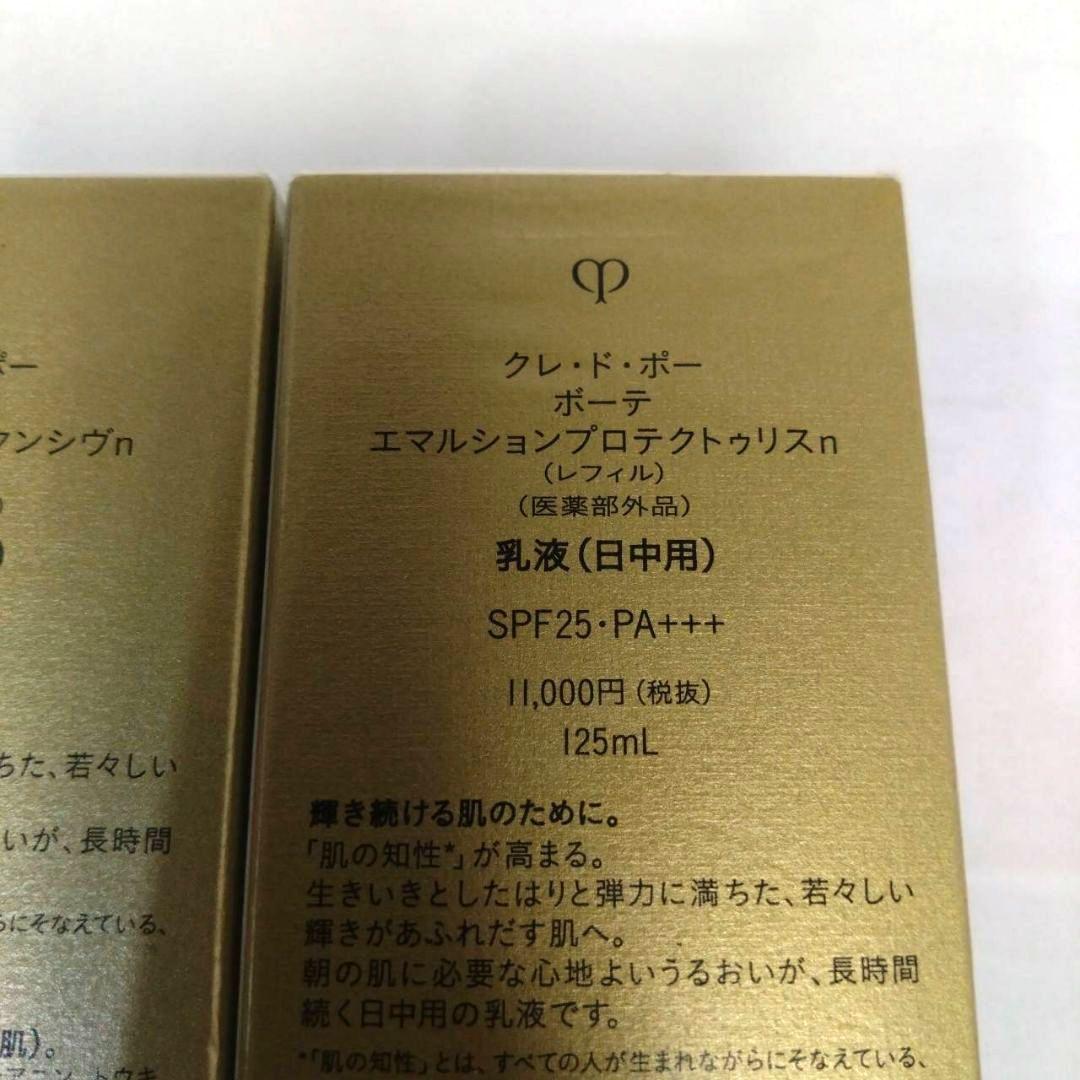 ポー
ァンシヴn
)
ちた、若々しい
いが、長時間
らにそなえている、
肌)。
クレ・ド・ポー
ボーテ
エマルションプロテクトゥリスn
(レフィル)
(医薬部外品)
乳液(日中用)
SPF25・PA+++
11,000円(税抜)
125mL
輝き続ける肌のために。
「肌の知性*」が高まる。
生きいきとしたはりと弾力に満ちた、若々しい
輝きがあふれだす肌へ。
朝の肌に必要な心地よいうるおいが、長時間
続く日中用の乳液です。
*「肌の知性」とは、すべての人が生まれながらにそなえている、